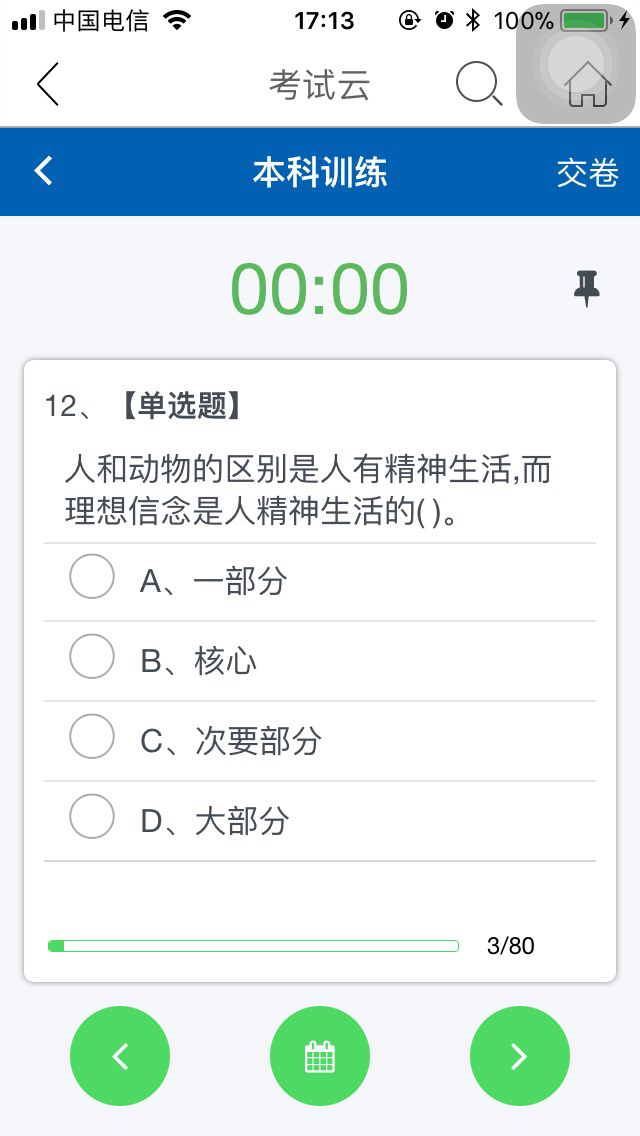 中国电信 17:13 100%
考试云
本科训练 交卷
00:00
12、【单选题】
人和动物的区别是人有精神生活,而
理想信念是人精神生活的( )。
A、一部分
B、核心
C、次要部分
D、大部分
3/80